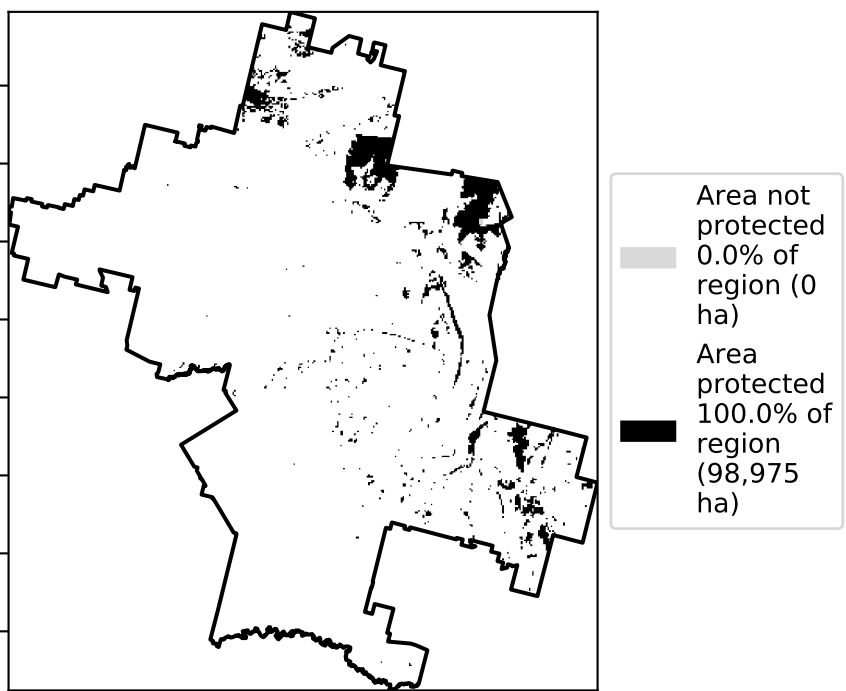 Area not
protected
0.0% of
region (0
ha)
Area
protected
100.0% of
region
(98,975
ha)